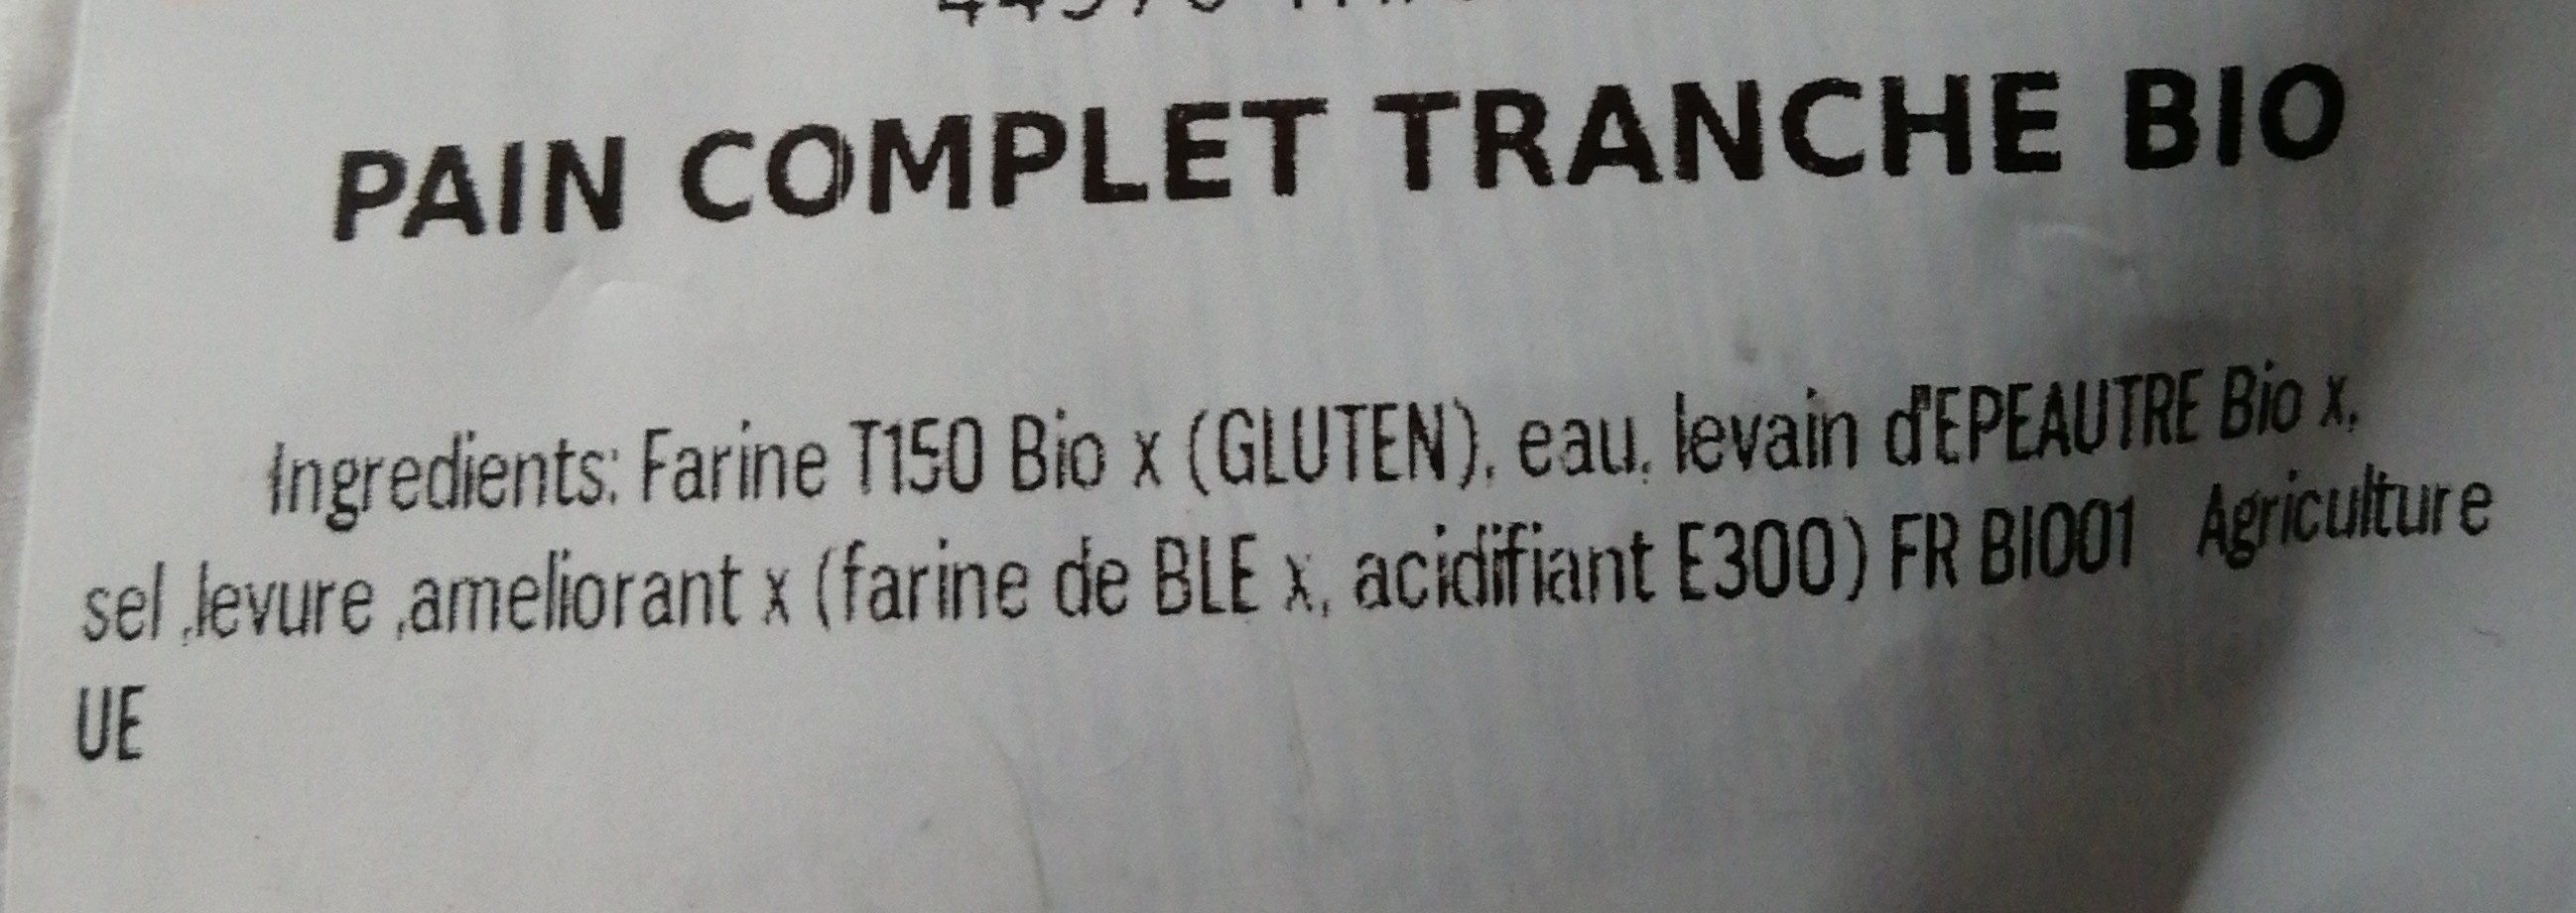 PAIN COMPLET TRANCHE BIO
Ingredients: Farine T150 Bio x (GLUTEN), eau, levain d'EPEAUTRE Bio x,
sel ,levure ,ameliorant x (farine de BLE x, acidifiant E300) FR BIO01 Agriculture
UE